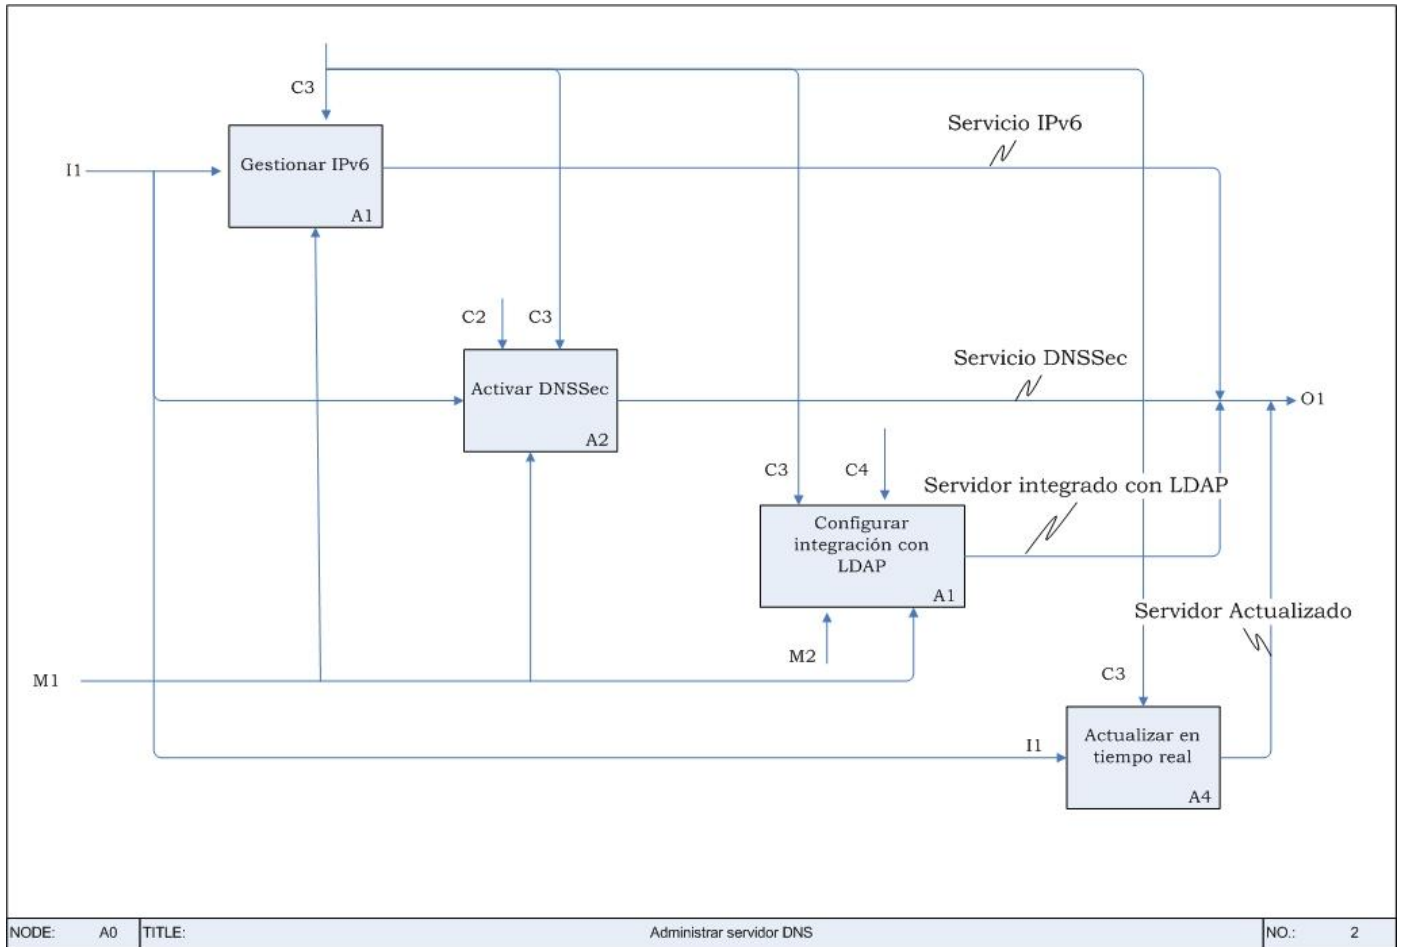 C3
Servicio IPv6
I1
Gestionar IPv6
A1
C2
C3
Servicio DNSSec
Activar DNSSec
O1
A2
C3
C4
Servidor integrado con LDAP
Configurar
integración con
LDAP
A1
Servidor Actualizado
M2
C3
M1
I1
Actualizar en
tiempo real
A4
NODE: A0 TITLE: Administrar servidor DNS NO.: 2